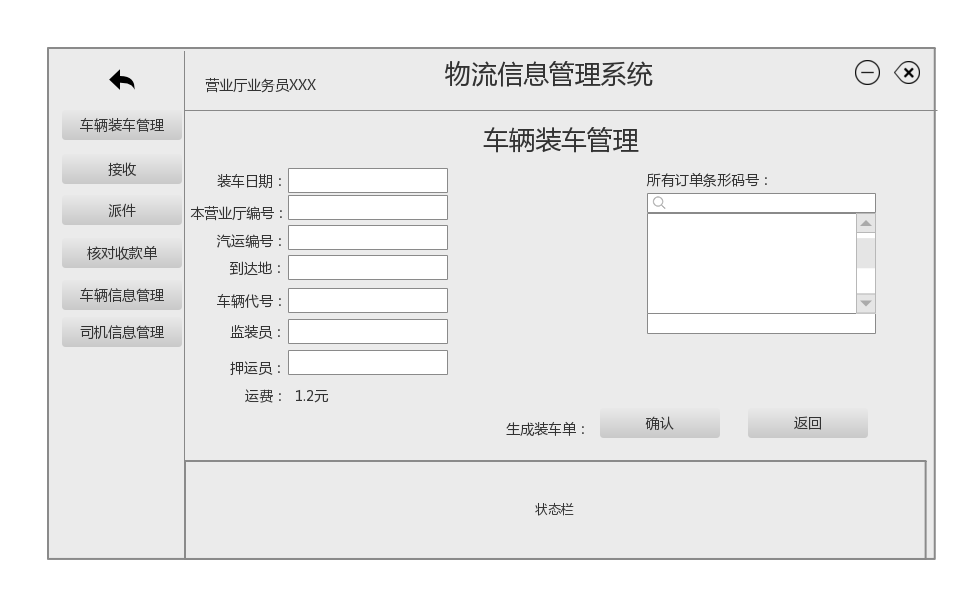 物流信息管理系统
营业厅业务员XXX
车辆装车管理
接收
派件
核对收款单
车辆信息管理
司机信息管理
车辆装车管理
装车日期：
本营业厅编号：
汽运编号：
到达地：
车辆代号：
监装员：
押运员：
运费： 1.2元
所有订单条形码号：
生成装车单： 确认 返回
状态栏